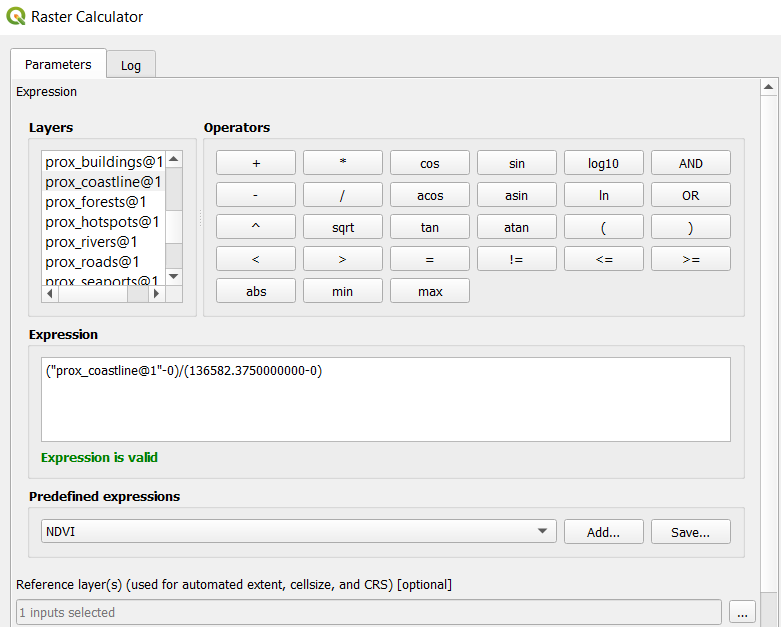 Raster Calculator
Parameters
Log
Expression
Layers
Operators
prox_buildings@1
prox_coastline@1
prox_forests@1
prox_hotspots@1
prox_rivers@1
prox_roads@1
prox_seaports@1
+ * cos sin log10 AND
- / acos asin ln OR
^ sqrt tan atan ( )
< > = != <= >=
abs min max
Expression
("prox_coastline@1"-0)/(136582.3750000000-0)
Expression is valid
Predefined expressions
NDVI
Add...
Save...
Reference layer(s) (used for automated extent, cellsize, and CRS) [optional]
1 inputs selected
...